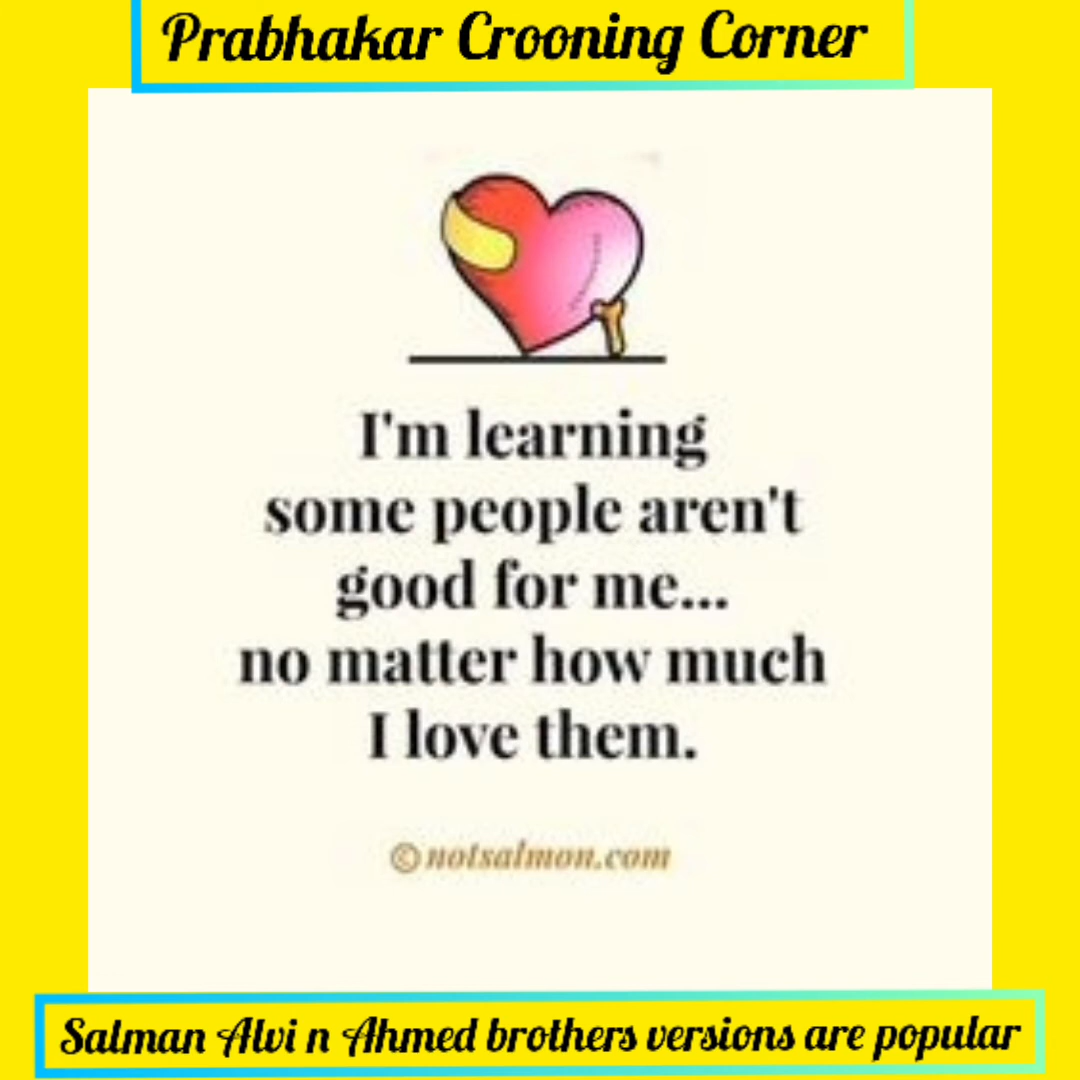 Prabhakar Crooning Corner
I'm learning
some people aren't
good for me...
no matter how much
I love them.
©notsalmon.com
Salman Alvi n Ahmed brothers versions are popular